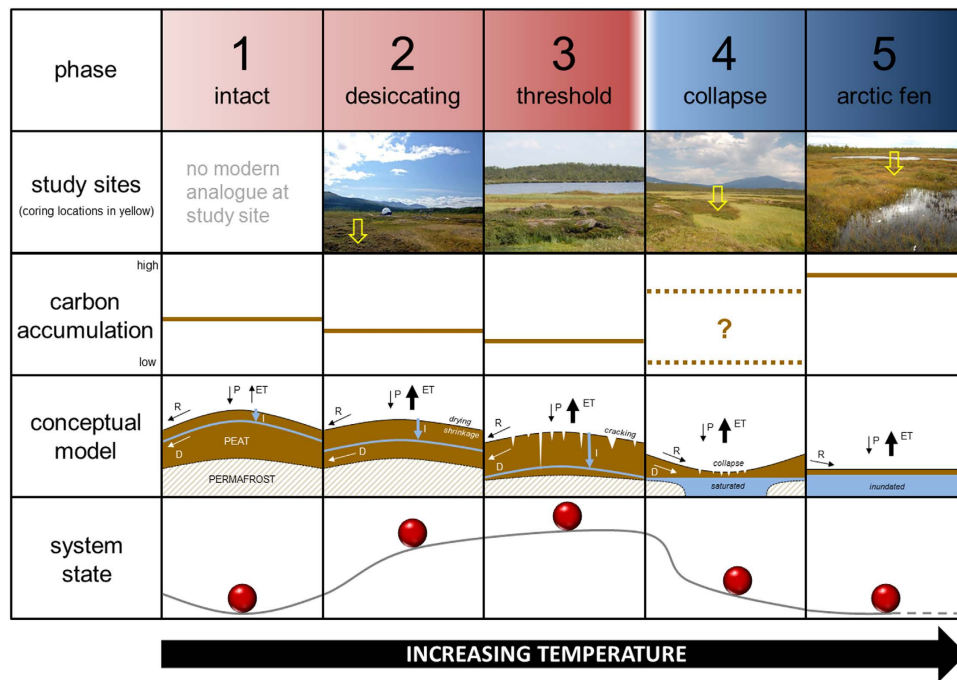 phase
1
intact
2
desiccating
3
threshold
4
collapse
5
arctic fen
study sites
(coring locations in yellow)
no modern
analogue at
study site
carbon
accumulation
high
low
?
conceptual
model
R
P
ET
I
D
PEAT
PERMAFROST
R
P
ET
drying
shrinkage
I
D
R
P
ET
cracking
I
D
P
ET
R
D
collapse
saturated
P
ET
R
inundated
system
state
INCREASING TEMPERATURE